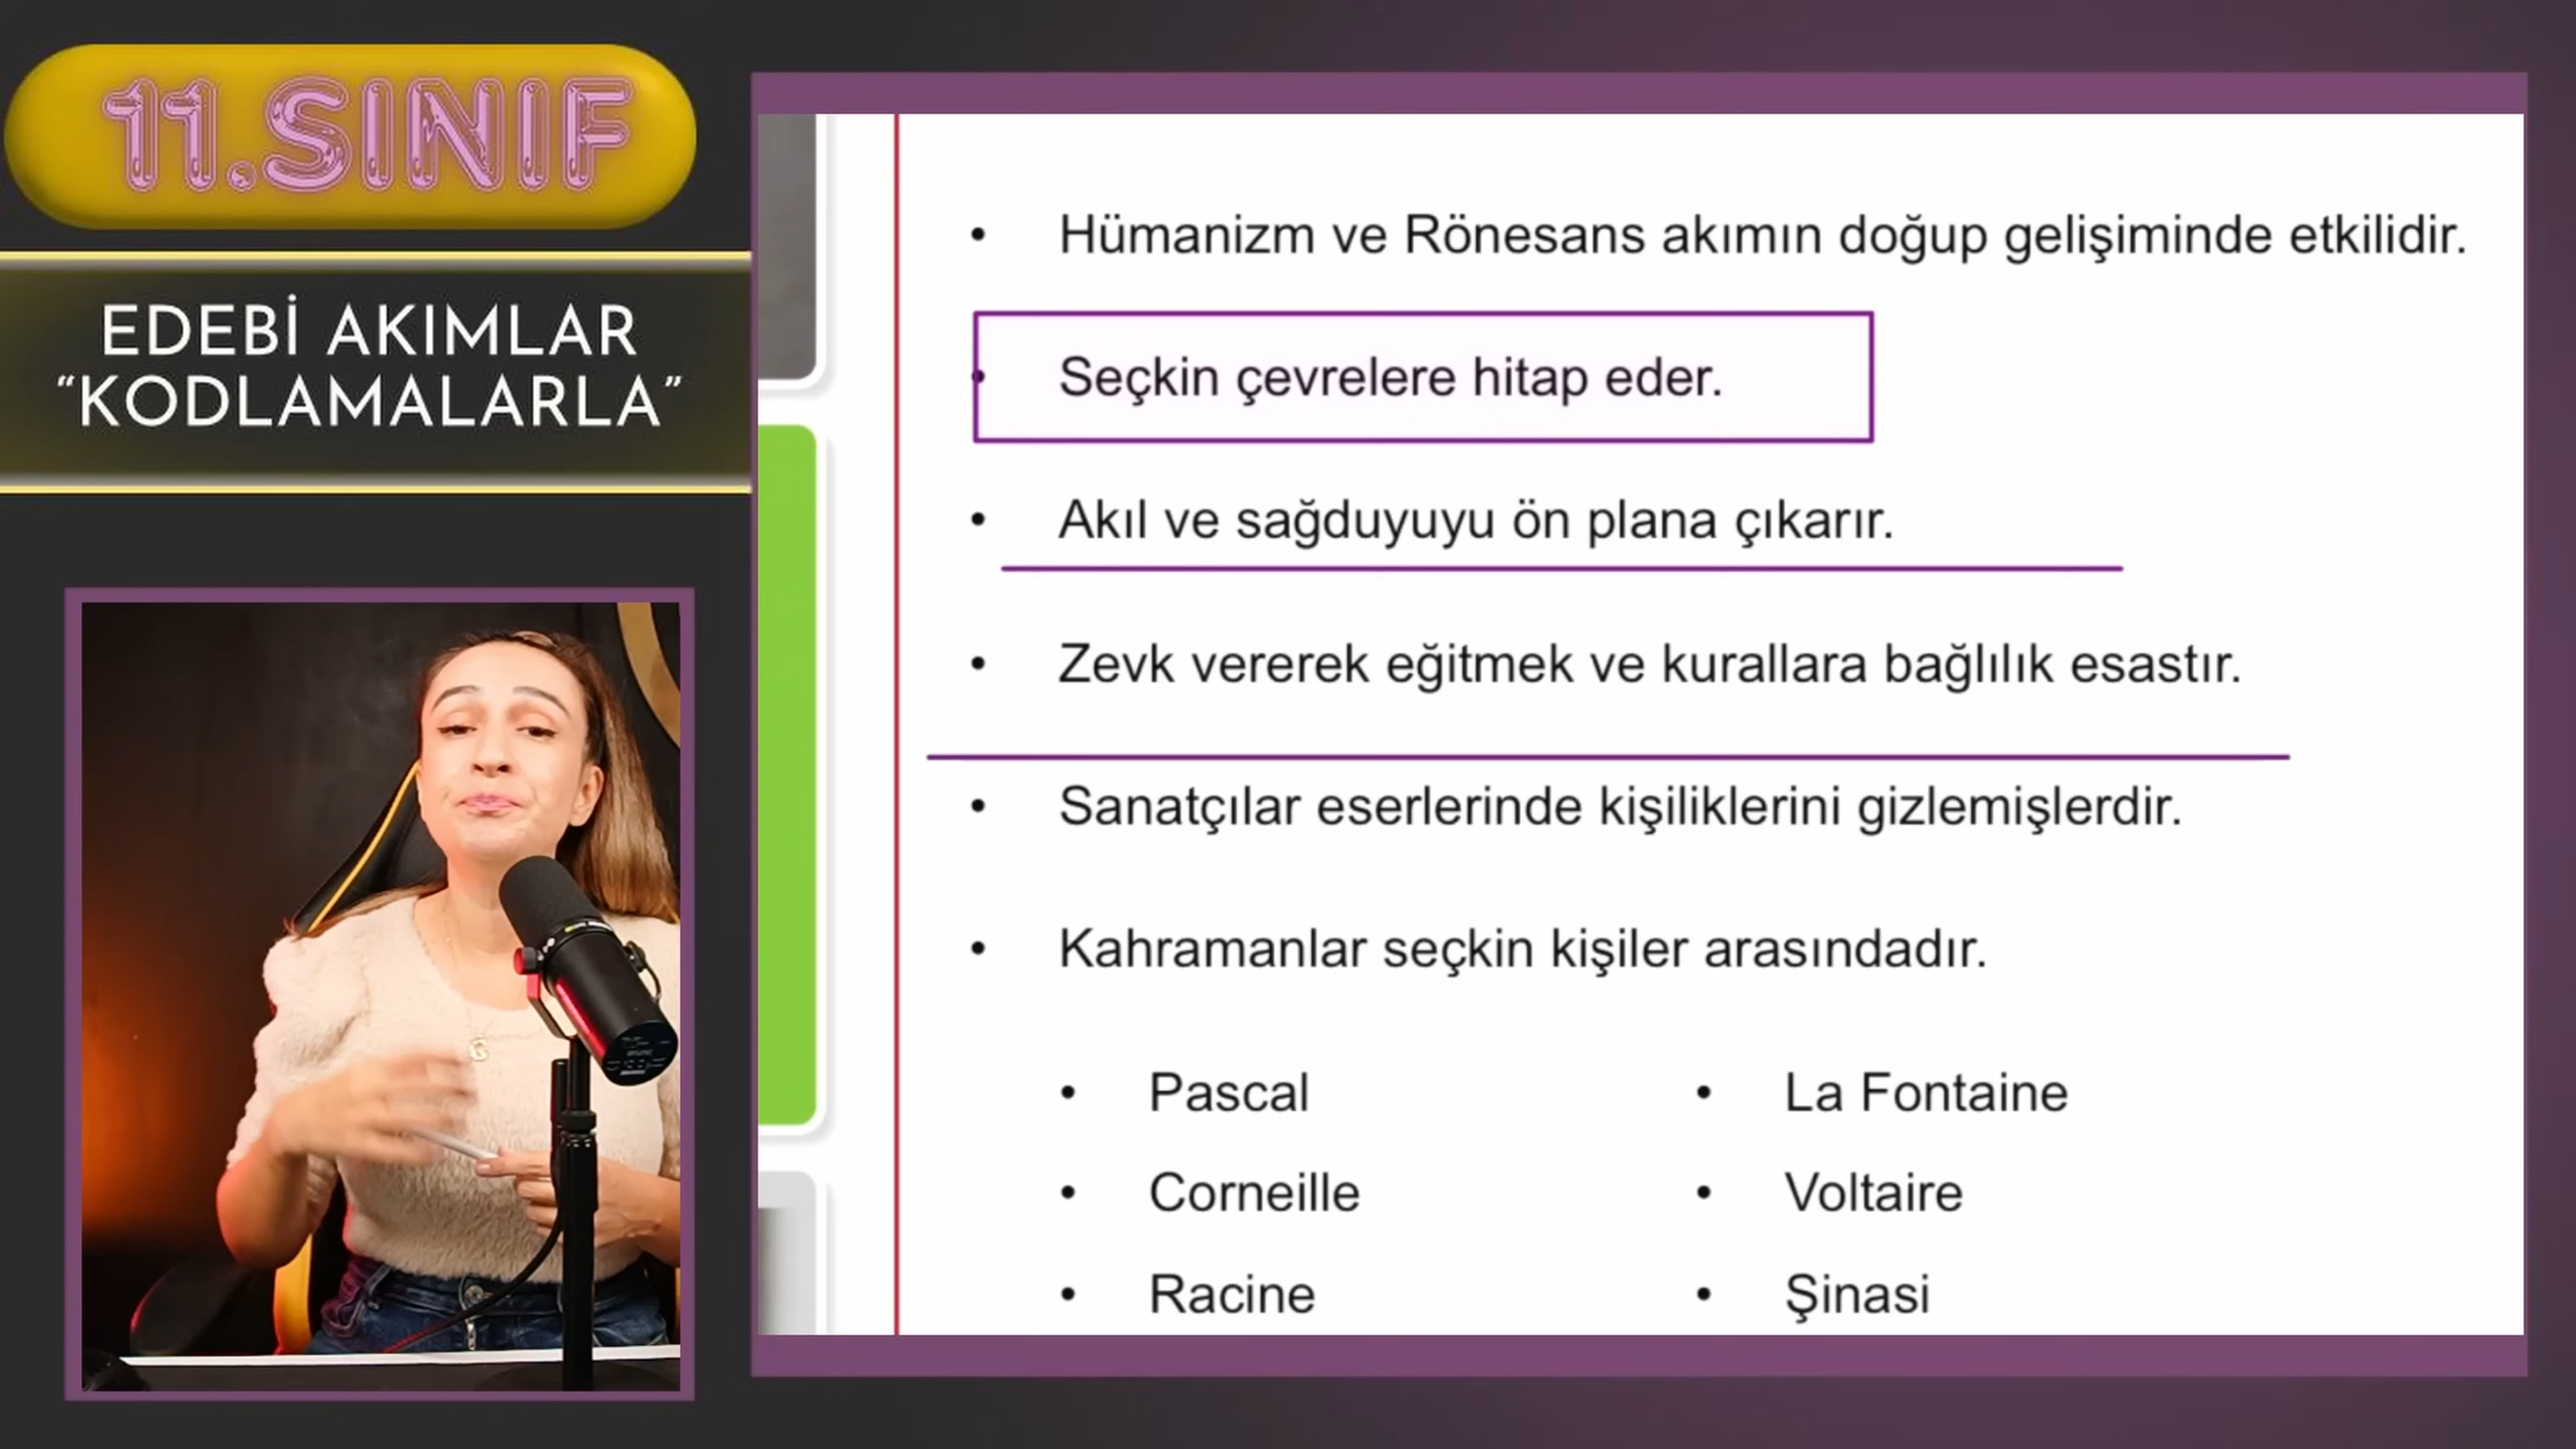 11.SINIF
EDEBİ AKIMLAR
“KODLAMALARLA”
• Hümanizm ve Rönesans akımın doğup gelişiminde etkilidir.
• Seçkin çevrelere hitap eder.
• Akıl ve sağduyuyu ön plana çıkarır.
• Zevk vererek eğitmek ve kurallara bağlılık esastır.
• Sanatçılar eserlerinde kişiliklerini gizlemişlerdir.
• Kahramanlar seçkin kişiler arasındadır.
• Pascal
• Corneille
• Racine
• La Fontaine
• Voltaire
• Şinasi